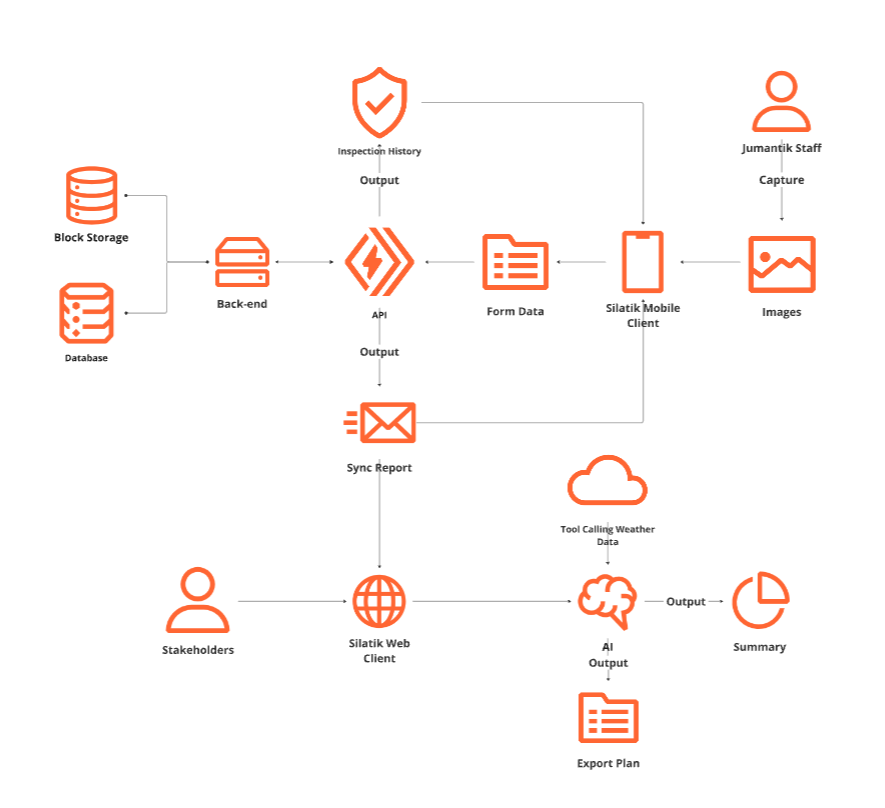 Jumantik Staff
Inspection History
Output
Capture
Block Storage
Back-end
Form Data
Silatik Mobile
Client
Images
API
Database
Output
Sync Report
Tool Calling Weather
Data
Output
Stakeholders
Silatik Web
Client
AI
Output
Summary
Export Plan